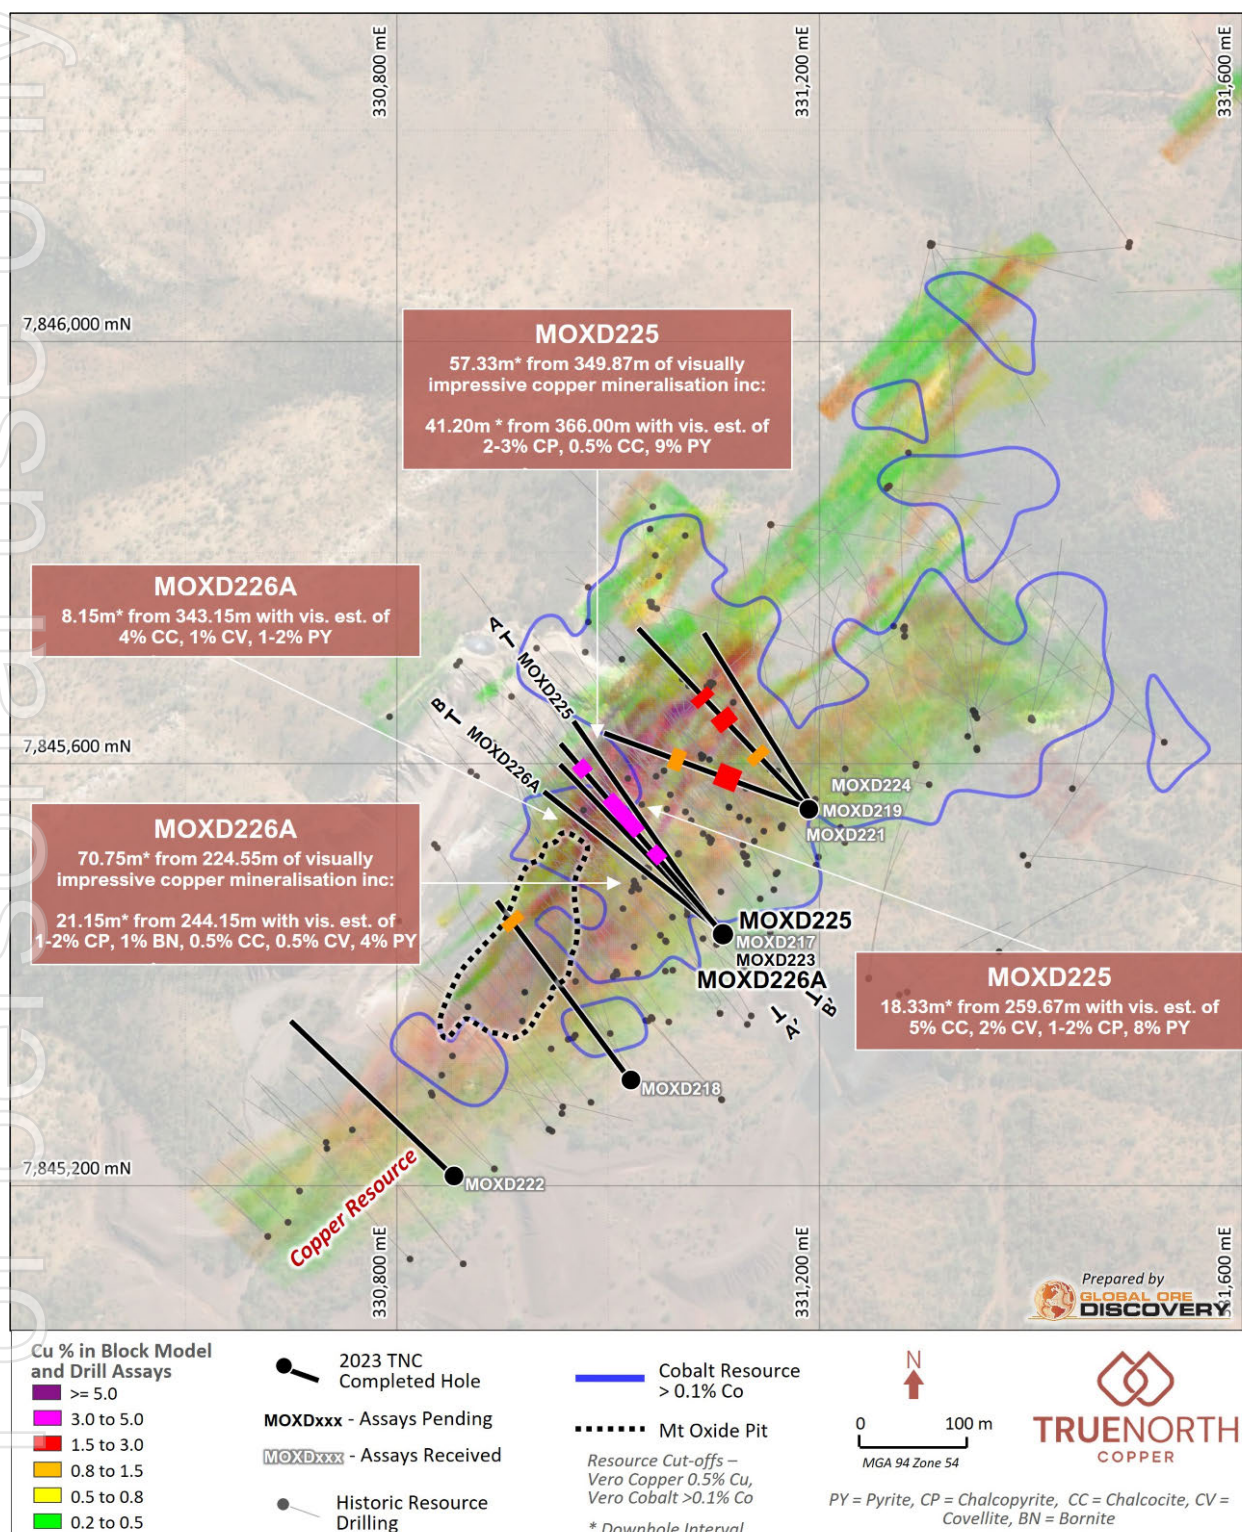 For personal use only
330,800 mE
331,200 mE
331,600 mE
7,846,000 mN
MOXD225
57.33m* from 349.87m of visually
impressive copper mineralisation inc:
41.20m * from 366.00m with vis. est. of
2-3% CP, 0.5% CC, 9% PY
MOXD226A
8.15m* from 343.15m with vis. est. of
4% CC, 1% CV, 1-2% PY
A
MOXD225
B
MOXD226A
7,845,600 mN
MOXD224
MOXD219
MOXD221
MOXD226A
70.75m* from 224.55m of visually
impressive copper mineralisation inc:
21.15m* from 244.15m with vis. est. of
1-2% CP, 1% BN, 0.5% CC, 0.5% CV, 4% PY
MOXD225
MOXD217
MOXD223
MOXD226A
B'
A'
MOXD225
18.33m* from 259.67m with vis. est. of
5% CC, 2% CV, 1-2% CP, 8% PY
MOXD218
7,845,200 mN
MOXD222
Copper Resource
330,800 mE
331,200 mE
331,600 mE
Prepared by
GLOBAL ORE
DISCOVERY
Cu % in Block Model
and Drill Assays
>= 5.0
3.0 to 5.0
1.5 to 3.0
0.8 to 1.5
0.5 to 0.8
0.2 to 0.5
2023 TNC
Completed Hole
MOXDxxx - Assays Pending
MOXDxxx - Assays Received
Historic Resource
Drilling
Cobalt Resource
> 0.1% Co
Mt Oxide Pit
Resource Cut-offs –
Vero Copper 0.5% Cu,
Vero Cobalt >0.1% Co
* Downhole Interval
N
0 100 m
MGA 94 Zone 54
TRUENORTH
COPPER
PY = Pyrite, CP = Chalcopyrite, CC = Chalcocite, CV =
Covellite, BN = Bornite